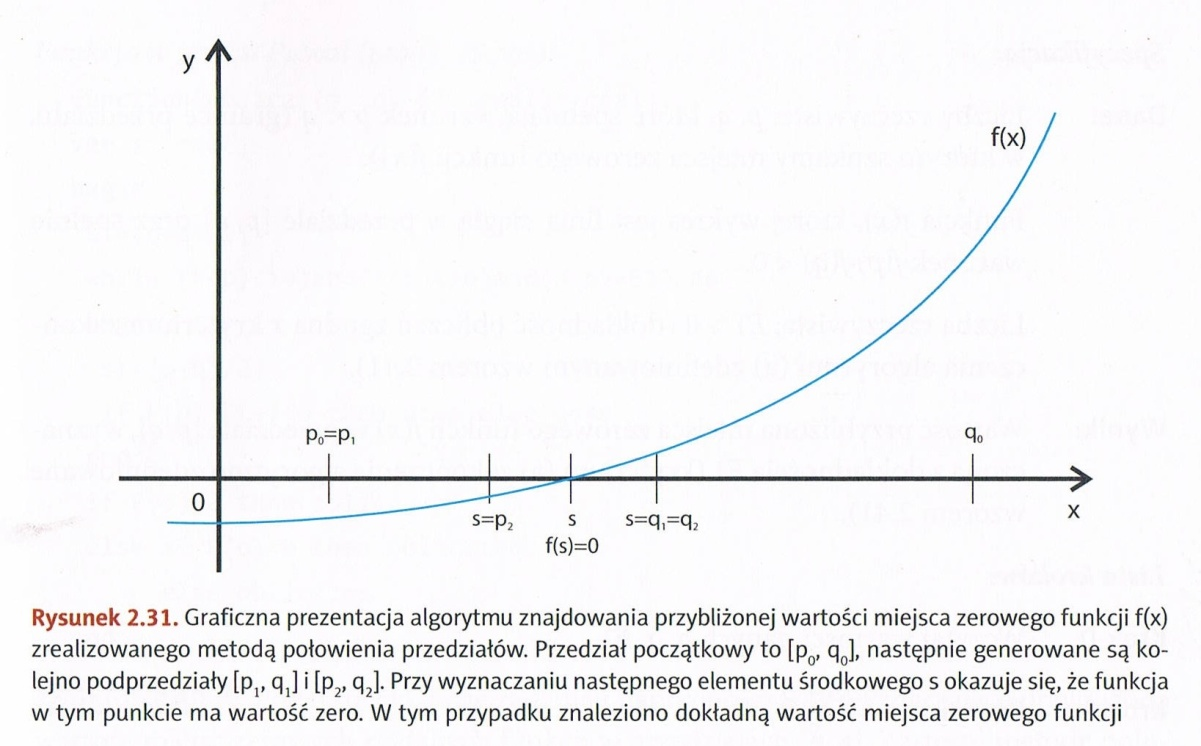 y
f(x)
p₀=p₁
q₀
0
s=p₂
s
s=q₁=q₂
x
f(s)=0
Rysunek 2.31. Graficzna prezentacja algorytmu znajdowania przybliżonej wartości miejsca zerowego funkcji f(x)
zrealizowanego metodą połowienia przedziałów. Przedział początkowy to [p₀, q₀], następnie generowane są ko-
lejno podprzedziały [p₁, q₁] i [p₂, q₂]. Przy wyznaczaniu następnego elementu środkowego s okazuje się, że funkcja
w tym punkcie ma wartość zero. W tym przypadku znaleziono dokładną wartość miejsca zerowego funkcji